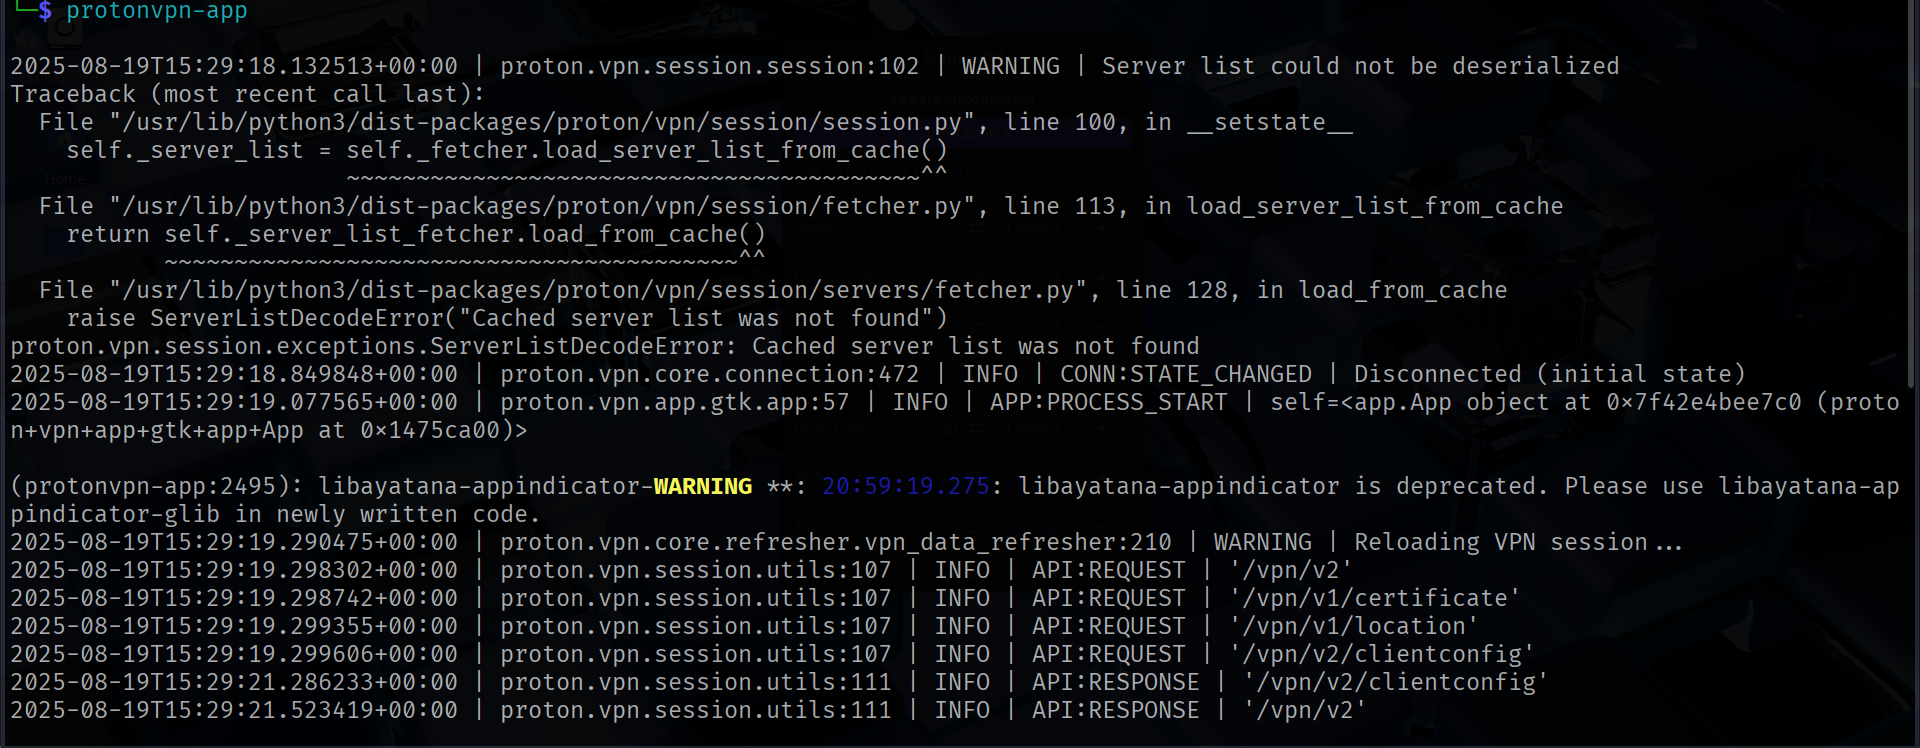 └─$ protonvpn-app
2025-08-19T15:29:18.132513+00:00 | proton.vpn.session.session:102 | WARNING | Server list could not be deserialized
Traceback (most recent call last):
  File "/usr/lib/python3/dist-packages/proton/vpn/session/session.py", line 100, in __setstate__
    self._server_list = self._fetcher.load_server_list_from_cache()
                        ~~~~~~~~~~~~~~~~~~~~~~~~~~~~~~~~~~~~~~~~~^^
  File "/usr/lib/python3/dist-packages/proton/vpn/session/fetcher.py", line 113, in load_server_list_from_cache
    return self._server_list_fetcher.load_from_cache()
           ~~~~~~~~~~~~~~~~~~~~~~~~~~~~~~~~~~~~~~~~~^^
  File "/usr/lib/python3/dist-packages/proton/vpn/session/servers/fetcher.py", line 128, in load_from_cache
    raise ServerListDecodeError("Cached server list was not found")
proton.vpn.session.exceptions.ServerListDecodeError: Cached server list was not found
2025-08-19T15:29:18.849848+00:00 | proton.vpn.core.connection:472 | INFO | CONN:STATE_CHANGED | Disconnected (initial state)
2025-08-19T15:29:19.077565+00:00 | proton.vpn.app.gtk.app:57 | INFO | APP:PROCESS_START | self=<app.App object at 0×7f42e4bee7c0 (proto
n+vpn+app+gtk+app+App at 0×1475ca00)>
(protonvpn-app:2495): libayatana-appindicator-WARNING **: 20:59:19.275: libayatana-appindicator is deprecated. Please use libayatana-ap
pindicator-glib in newly written code.
2025-08-19T15:29:19.290475+00:00 | proton.vpn.core.refresher.vpn_data_refresher:210 | WARNING | Reloading VPN session...
2025-08-19T15:29:19.298302+00:00 | proton.vpn.session.utils:107 | INFO | API:REQUEST | '/vpn/v2'
2025-08-19T15:29:19.298742+00:00 | proton.vpn.session.utils:107 | INFO | API:REQUEST | '/vpn/v1/certificate'
2025-08-19T15:29:19.299355+00:00 | proton.vpn.session.utils:107 | INFO | API:REQUEST | '/vpn/v1/location'
2025-08-19T15:29:19.299606+00:00 | proton.vpn.session.utils:107 | INFO | API:REQUEST | '/vpn/v2/clientconfig'
2025-08-19T15:29:21.286233+00:00 | proton.vpn.session.utils:111 | INFO | API:RESPONSE | '/vpn/v2/clientconfig'
2025-08-19T15:29:21.523419+00:00 | proton.vpn.session.utils:111 | INFO | API:RESPONSE | '/vpn/v2'